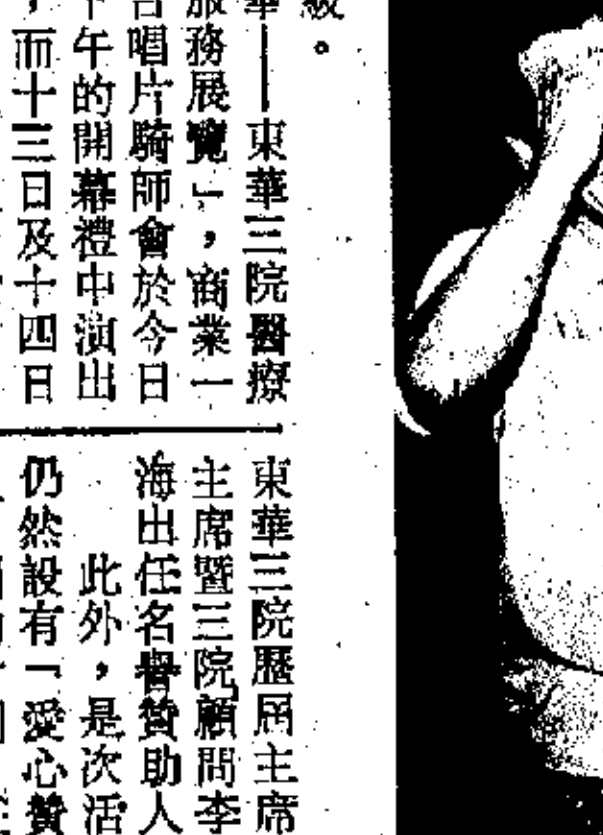 級。
華——東華三院醫療
服務展覽」，商業一
台唱片騎師會於今日
下午的開幕禮中演出
，而十三日及十四日
東華三院歷屆主席
主席暨三院顧問李
海出任名譽贊助人
此外，是次活
仍然設有「愛心贊